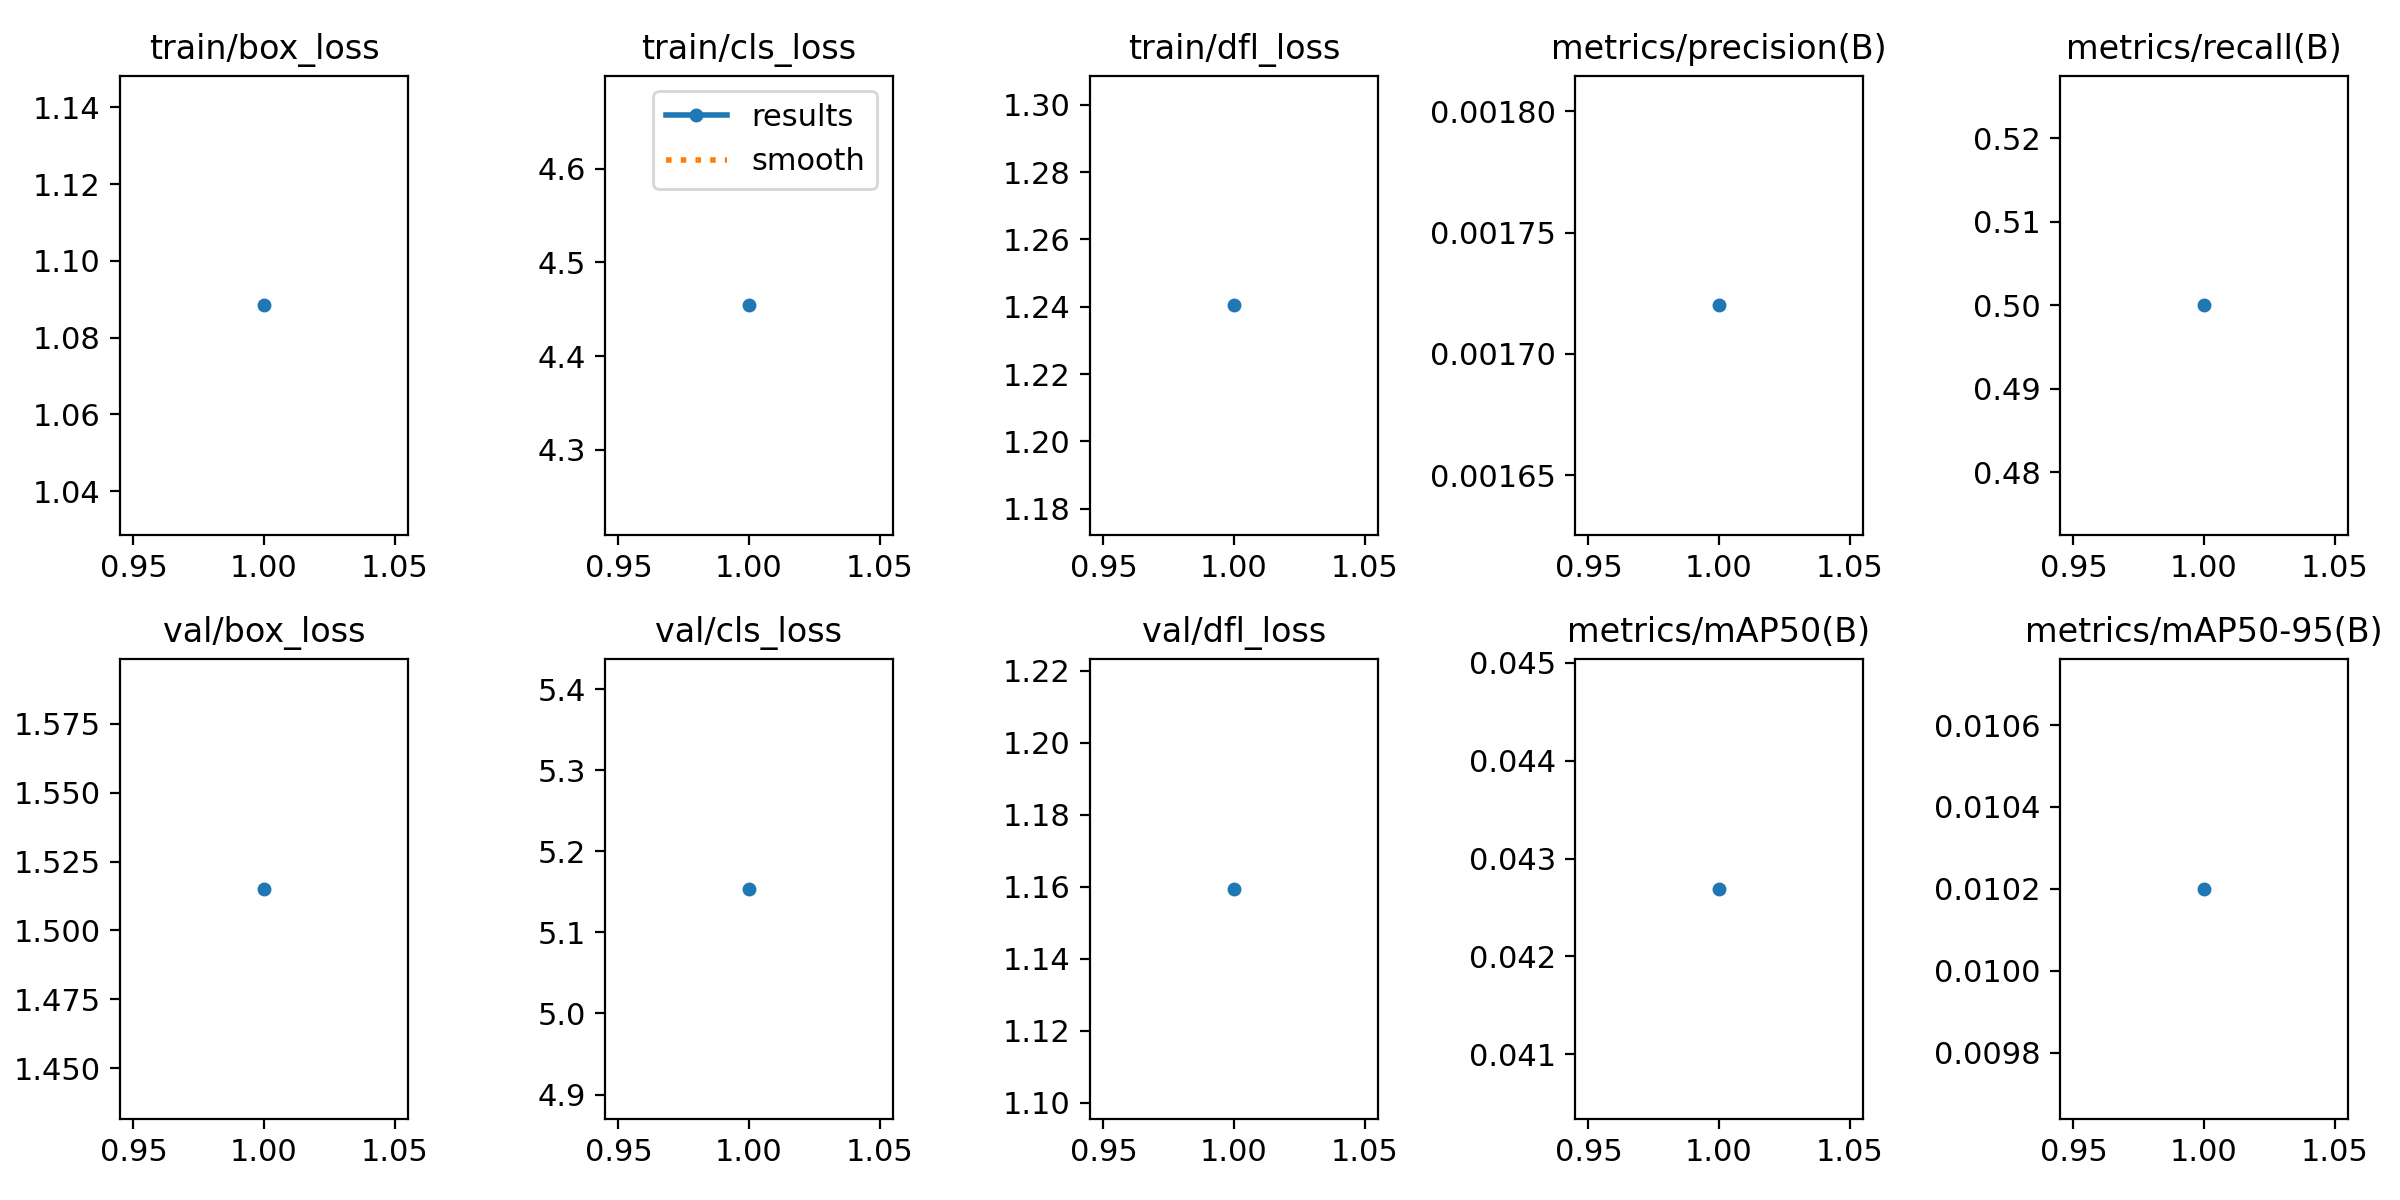 train/box_loss
1.14
1.12
1.10
1.08
1.06
1.04
0.95 1.00 1.05
train/cls_loss
results
smooth
4.6
4.5
4.4
4.3
0.95 1.00 1.05
train/dfl_loss
1.30
1.28
1.26
1.24
1.22
1.20
1.18
0.95 1.00 1.05
metrics/precision(B)
0.00180
0.00175
0.00170
0.00165
0.95 1.00 1.05
metrics/recall(B)
0.52
0.51
0.50
0.49
0.48
0.95 1.00 1.05
val/box_loss
1.575
1.550
1.525
1.500
1.475
1.450
0.95 1.00 1.05
val/cls_loss
5.4
5.3
5.2
5.1
5.0
4.9
0.95 1.00 1.05
val/dfl_loss
1.22
1.20
1.18
1.16
1.14
1.12
1.10
0.95 1.00 1.05
metrics/mAP50(B)
0.045
0.044
0.043
0.042
0.041
0.95 1.00 1.05
metrics/mAP50-95(B)
0.0106
0.0104
0.0102
0.0100
0.0098
0.95 1.00 1.05